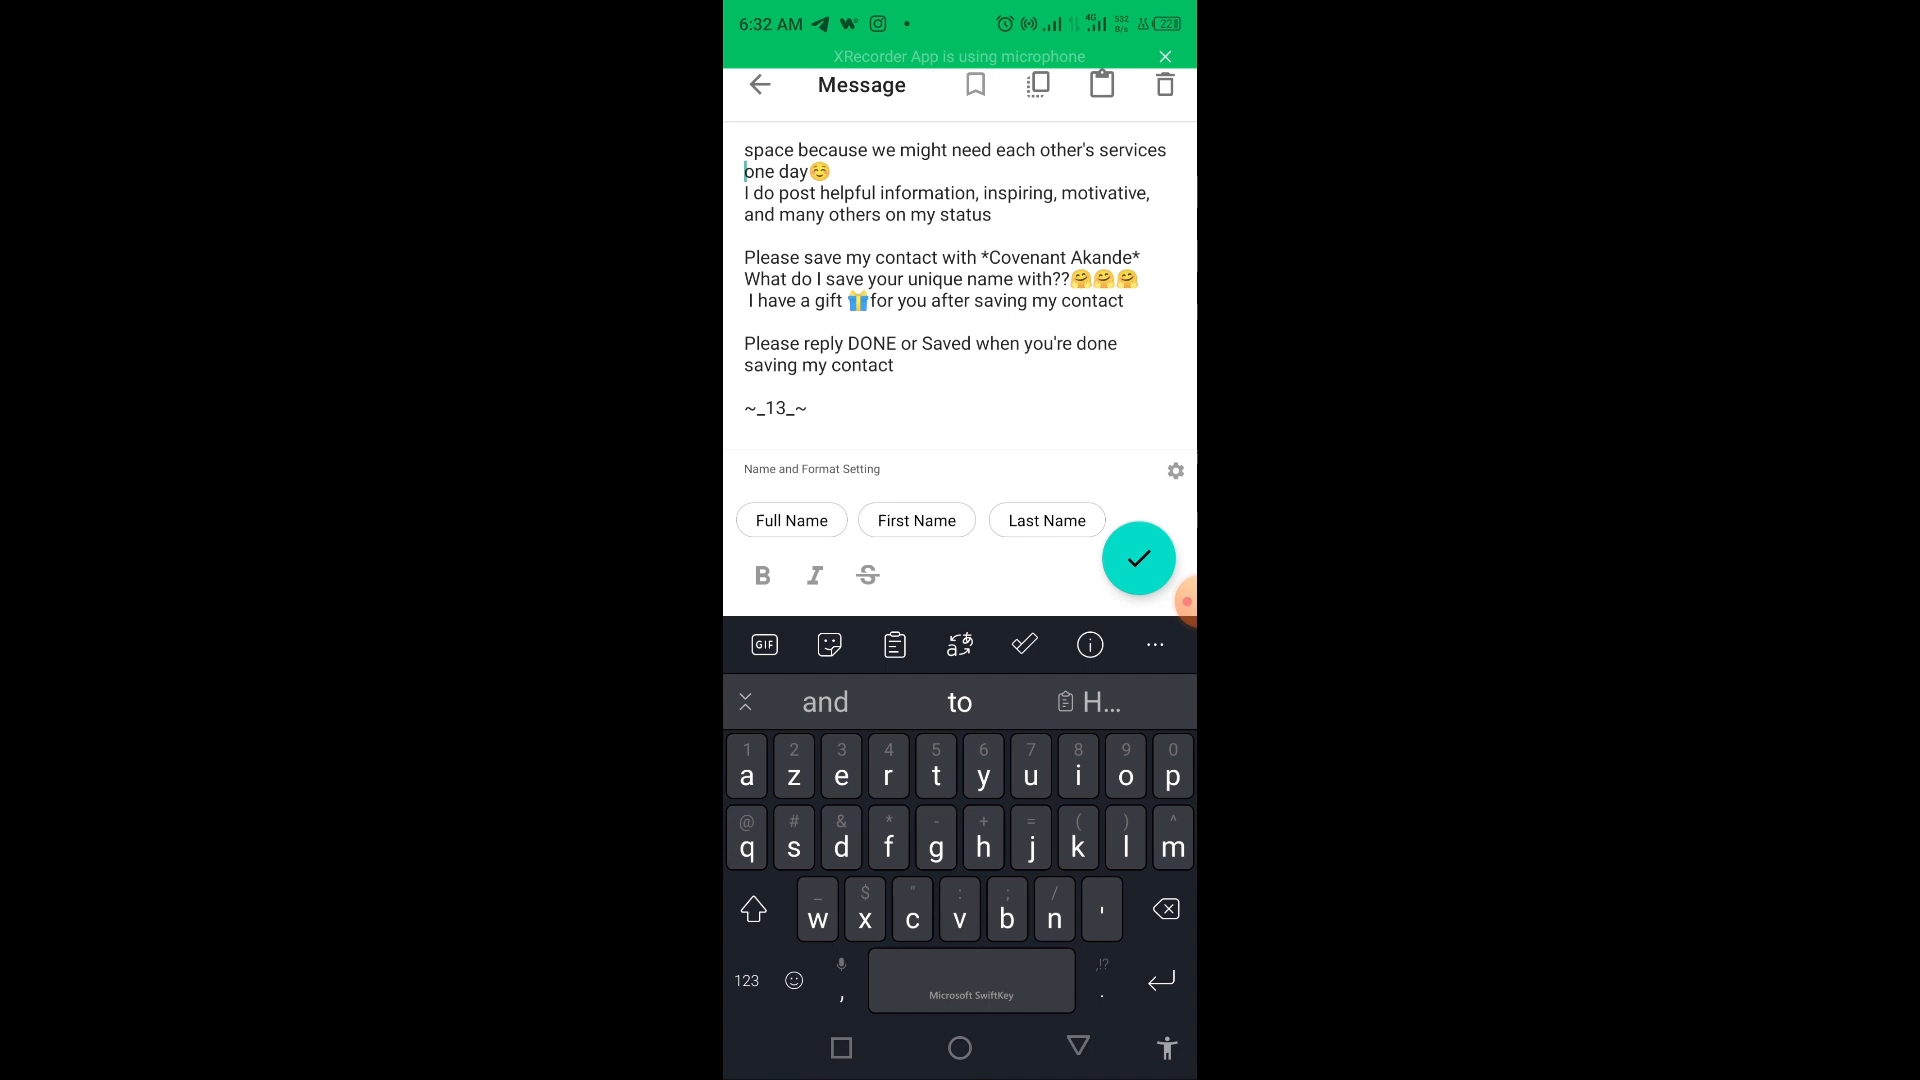 6:32 AM
4G
532
B/s
22
XRecorder App is using microphone
Message
space because we might need each other's services
one day☺️
I do post helpful information, inspiring, motivative,
and many others on my status
Please save my contact with *Covenant Akande*
What do I save your unique name with??🤗🤗🤗
I have a gift 🎁for you after saving my contact
Please reply DONE or Saved when you're done
saving my contact
~_13_~
Name and Format Setting
Full Name First Name Last Name
B I S
GIF
and to H...
1 2 3 4 5 6 7 8 9 0
a z e r t y u i o p
@ # & * - + = ( ) ^
q s d f g h j k l m
_ $ " : ; /
w x c v b n '
,!?
123 , Microsoft SwiftKey .